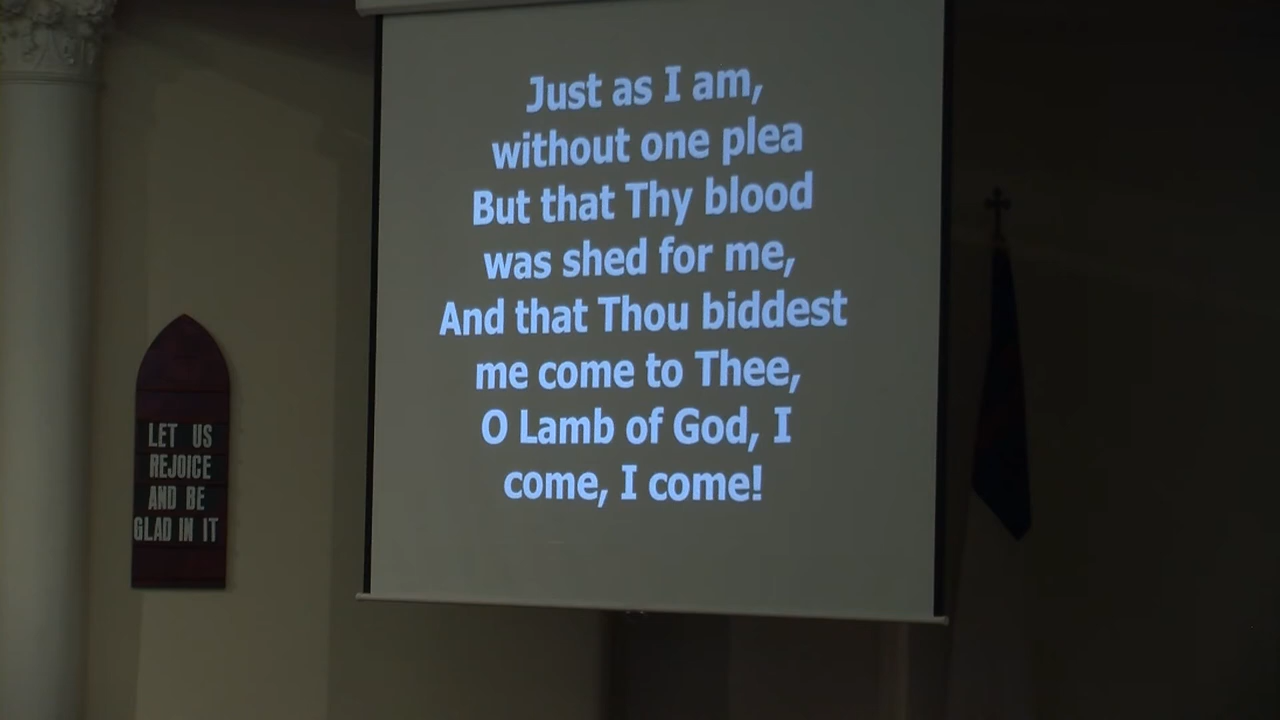 Just as I am,
without one plea
But that Thy blood
was shed for me,
And that Thou biddest
me come to Thee,
O Lamb of God, I
come, I come!
LET US
REJOICE
AND BE
GLAD IN IT